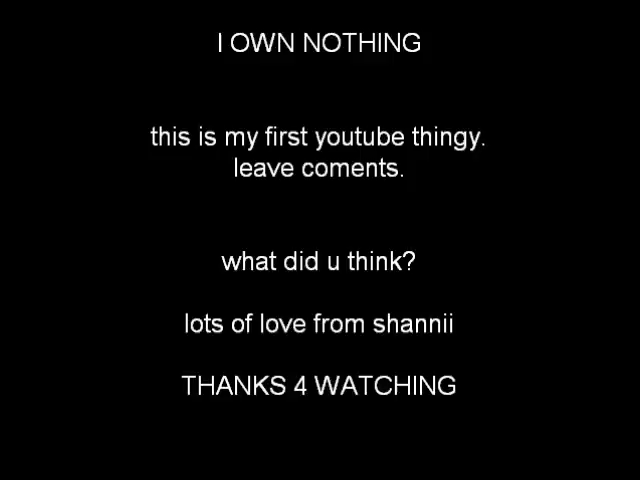 I OWN NOTHING
this is my first youtube thingy.
leave coments.
what did u think?
lots of love from shannii
THANKS 4 WATCHING